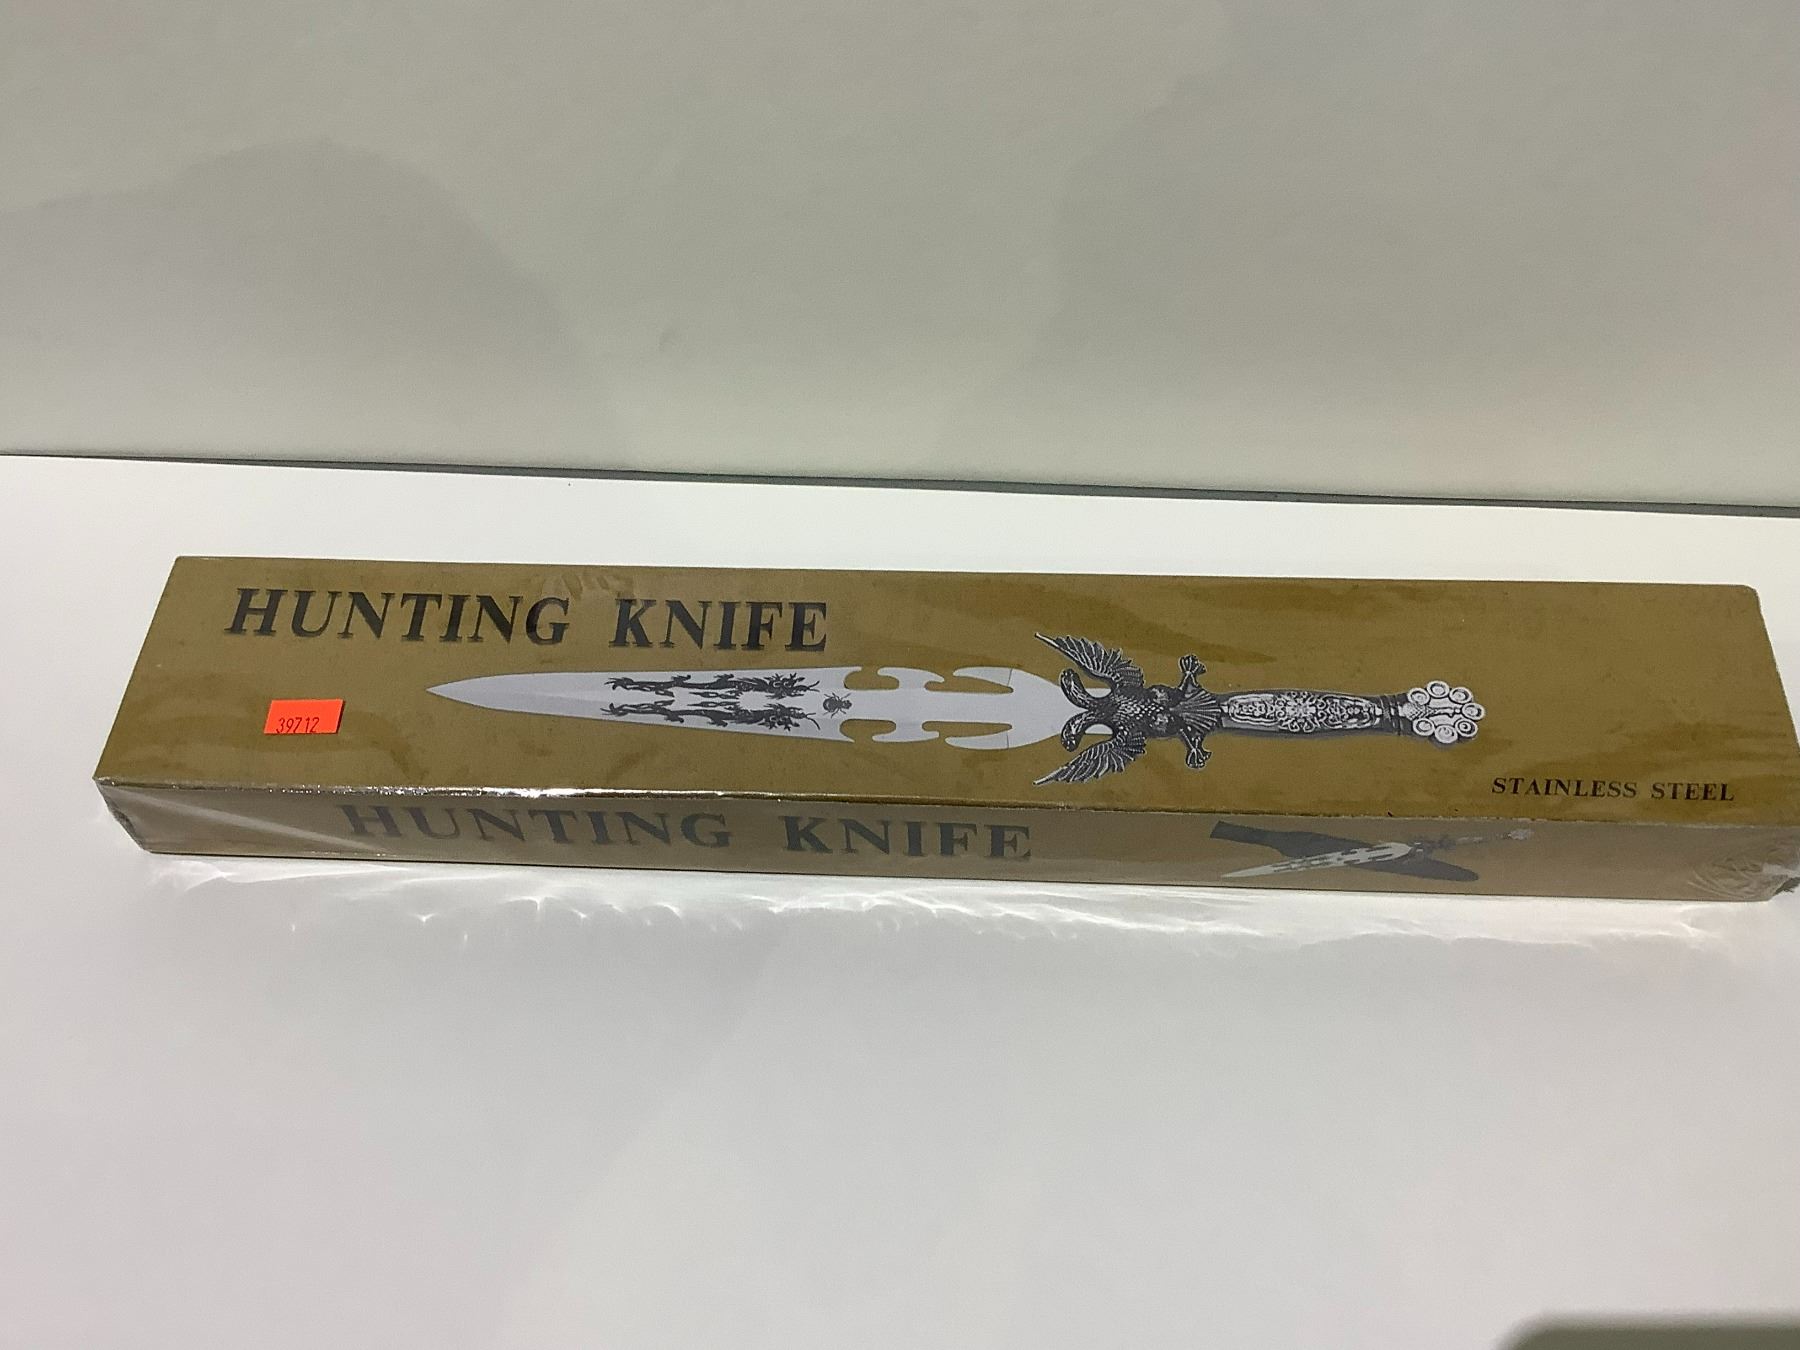 HUNTING KNIFE
39712
STAINLESS STEEL
HUNTING KNIFE